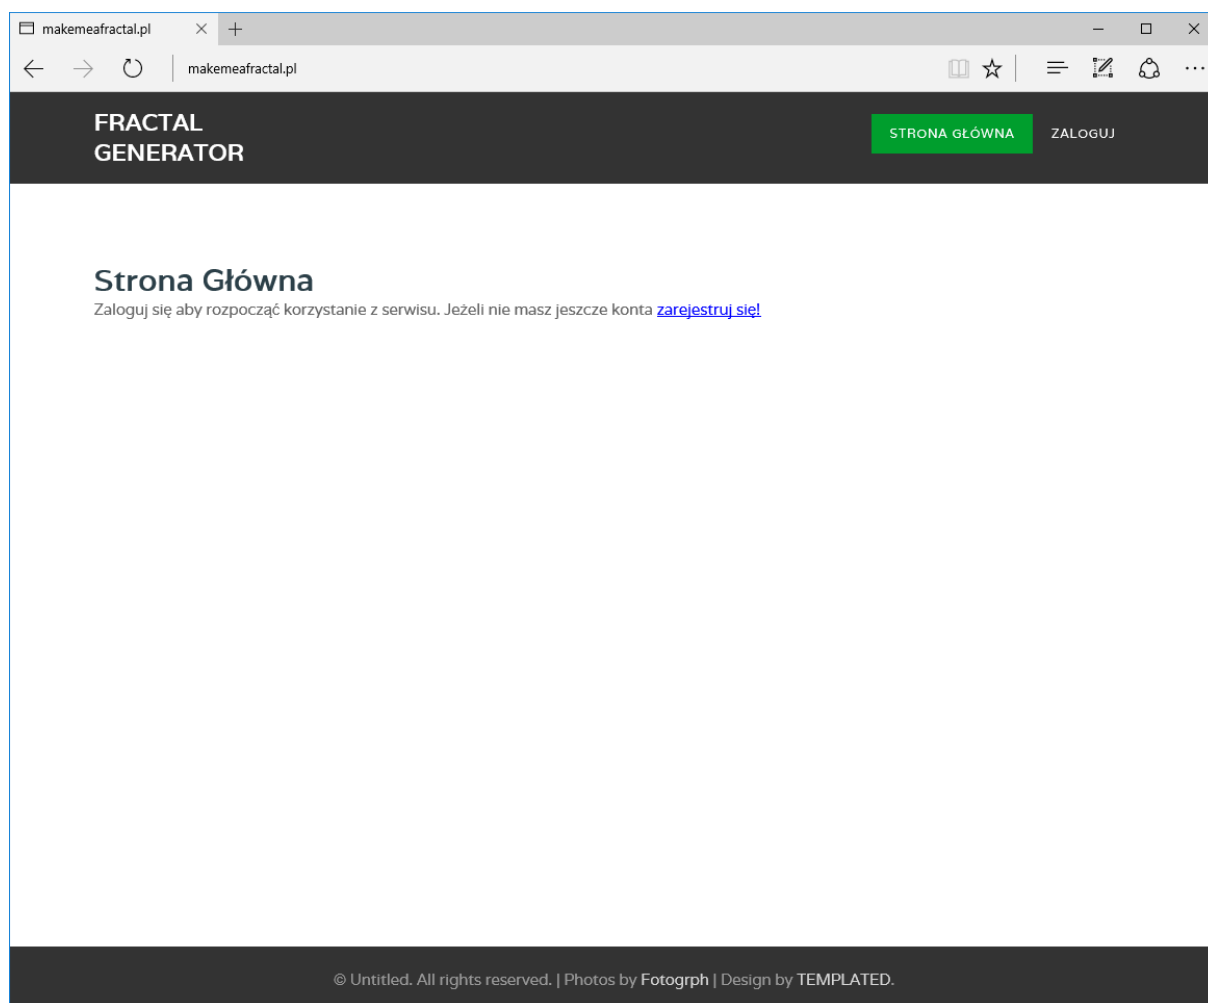 makemeafractal.pl
makemeafractal.pl
FRACTAL
GENERATOR
STRONA GŁÓWNA ZALOGUJ
Strona Główna
Zaloguj się aby rozpocząć korzystanie z serwisu. Jeżeli nie masz jeszcze konta zarejestruj się!
© Untitled. All rights reserved. | Photos by Fotogrph | Design by TEMPLATED.